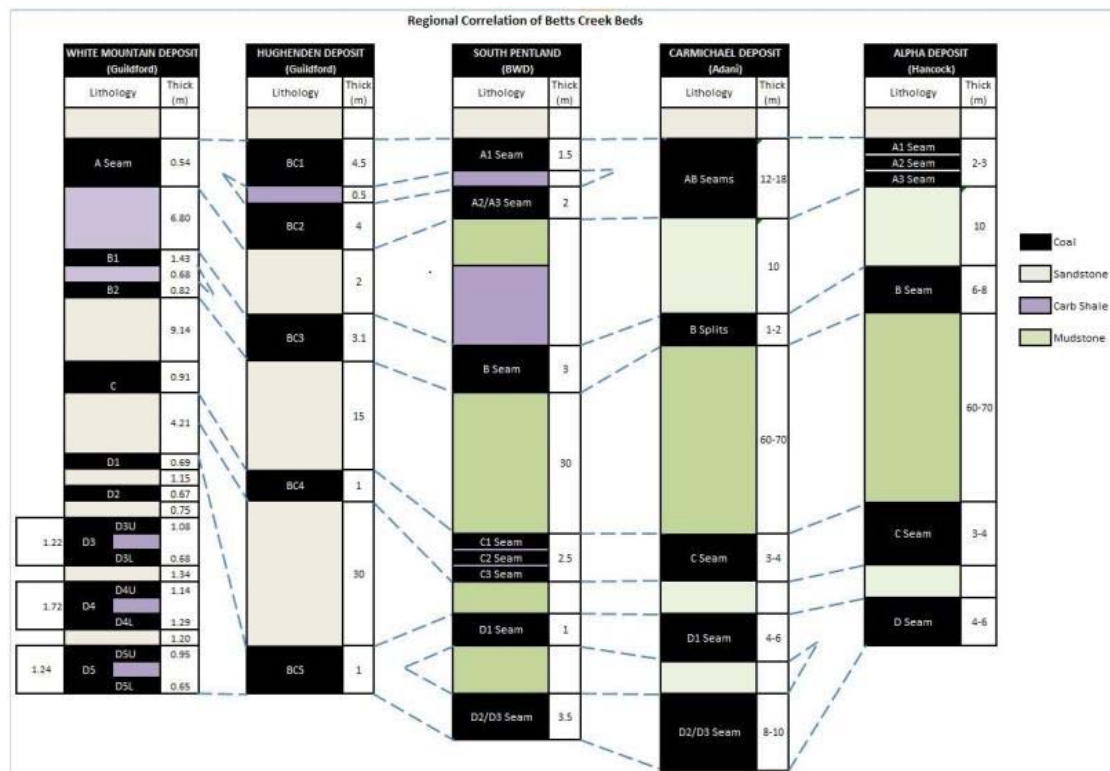 Regional Correlation of Betts Creek Beds
WHITE MOUNTAIN DEPOSIT
(Guildford)
Lithology
Thick
(m)
A Seam
0.54
6.80
B1
1.43
0.68
B2
0.82
9.14
C
0.91
4.21
D1
0.69
1.15
D2
0.67
0.75
1.22
D3
D3U
1.08
D3L
0.68
1.34
1.72
D4
D4U
1.14
D4L
1.29
1.20
1.24
D5
D5U
0.95
D5L
0.65
HUGHENDEN DEPOSIT
(Guildford)
Lithology
Thick
(m)
BC1
4.5
0.5
BC2
4
2
BC3
3.1
15
BC4
1
30
BC5
1
SOUTH PENTLAND
(BWD)
Lithology
Thick
(m)
A1 Seam
1.5
A2/A3 Seam
2
B Seam
3
30
C1 Seam
C2 Seam
C3 Seam
2.5
D1 Seam
1
D2/D3 Seam
3.5
CARMICHAEL DEPOSIT
(Adani)
Lithology
Thick
(m)
AB Seams
12-18
10
B Splits
1-2
60-70
C Seam
3-4
D1 Seam
4-6
D2/D3 Seam
8-10
ALPHA DEPOSIT
(Hancock)
Lithology
Thick
(m)
A1 Seam
A2 Seam
A3 Seam
2-3
10
B Seam
6-8
60-70
C Seam
3-4
D Seam
4-6
Coal
Sandstone
Carb Shale
Mudstone